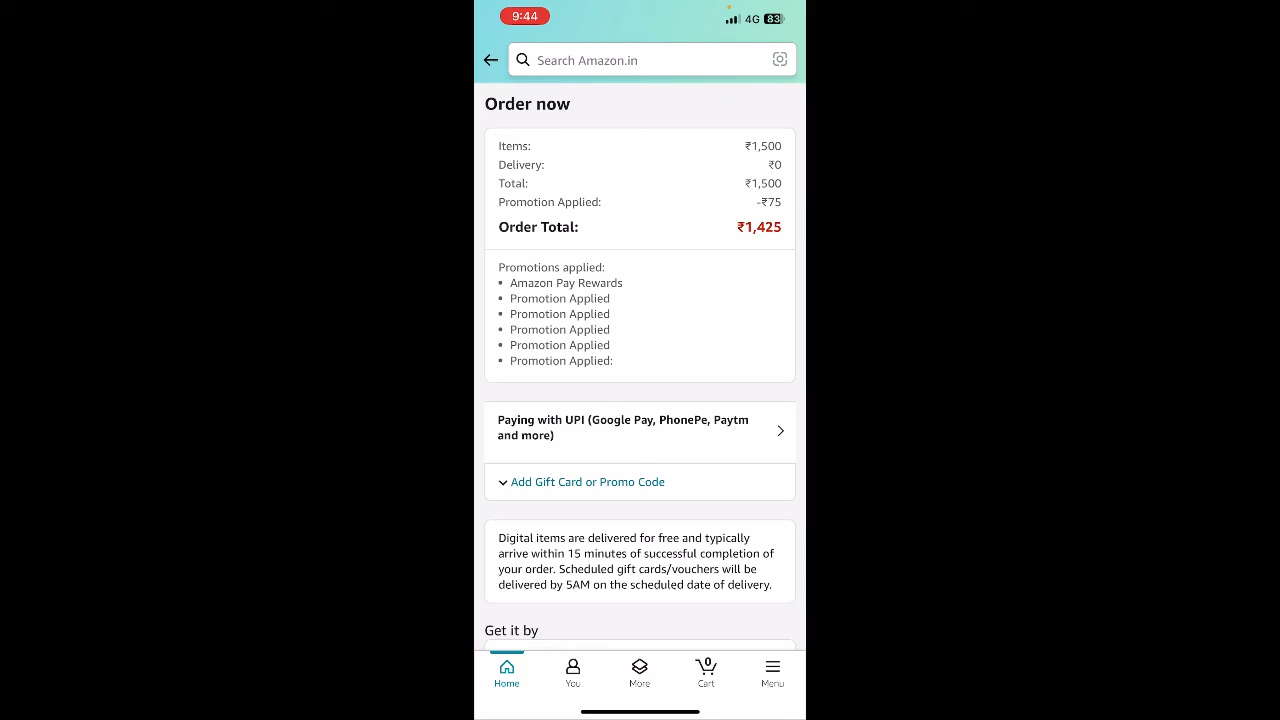 9:44
4G 83
Search Amazon.in
Order now
Items: ₹1,500
Delivery: ₹0
Total: ₹1,500
Promotion Applied: -₹75
Order Total: ₹1,425
Promotions applied:
• Amazon Pay Rewards
• Promotion Applied
• Promotion Applied
• Promotion Applied
• Promotion Applied
• Promotion Applied:
Paying with UPI (Google Pay, PhonePe, Paytm
and more)
Add Gift Card or Promo Code
Digital items are delivered for free and typically
arrive within 15 minutes of successful completion of
your order. Scheduled gift cards/vouchers will be
delivered by 5AM on the scheduled date of delivery.
Get it by
0
Home You More Cart Menu